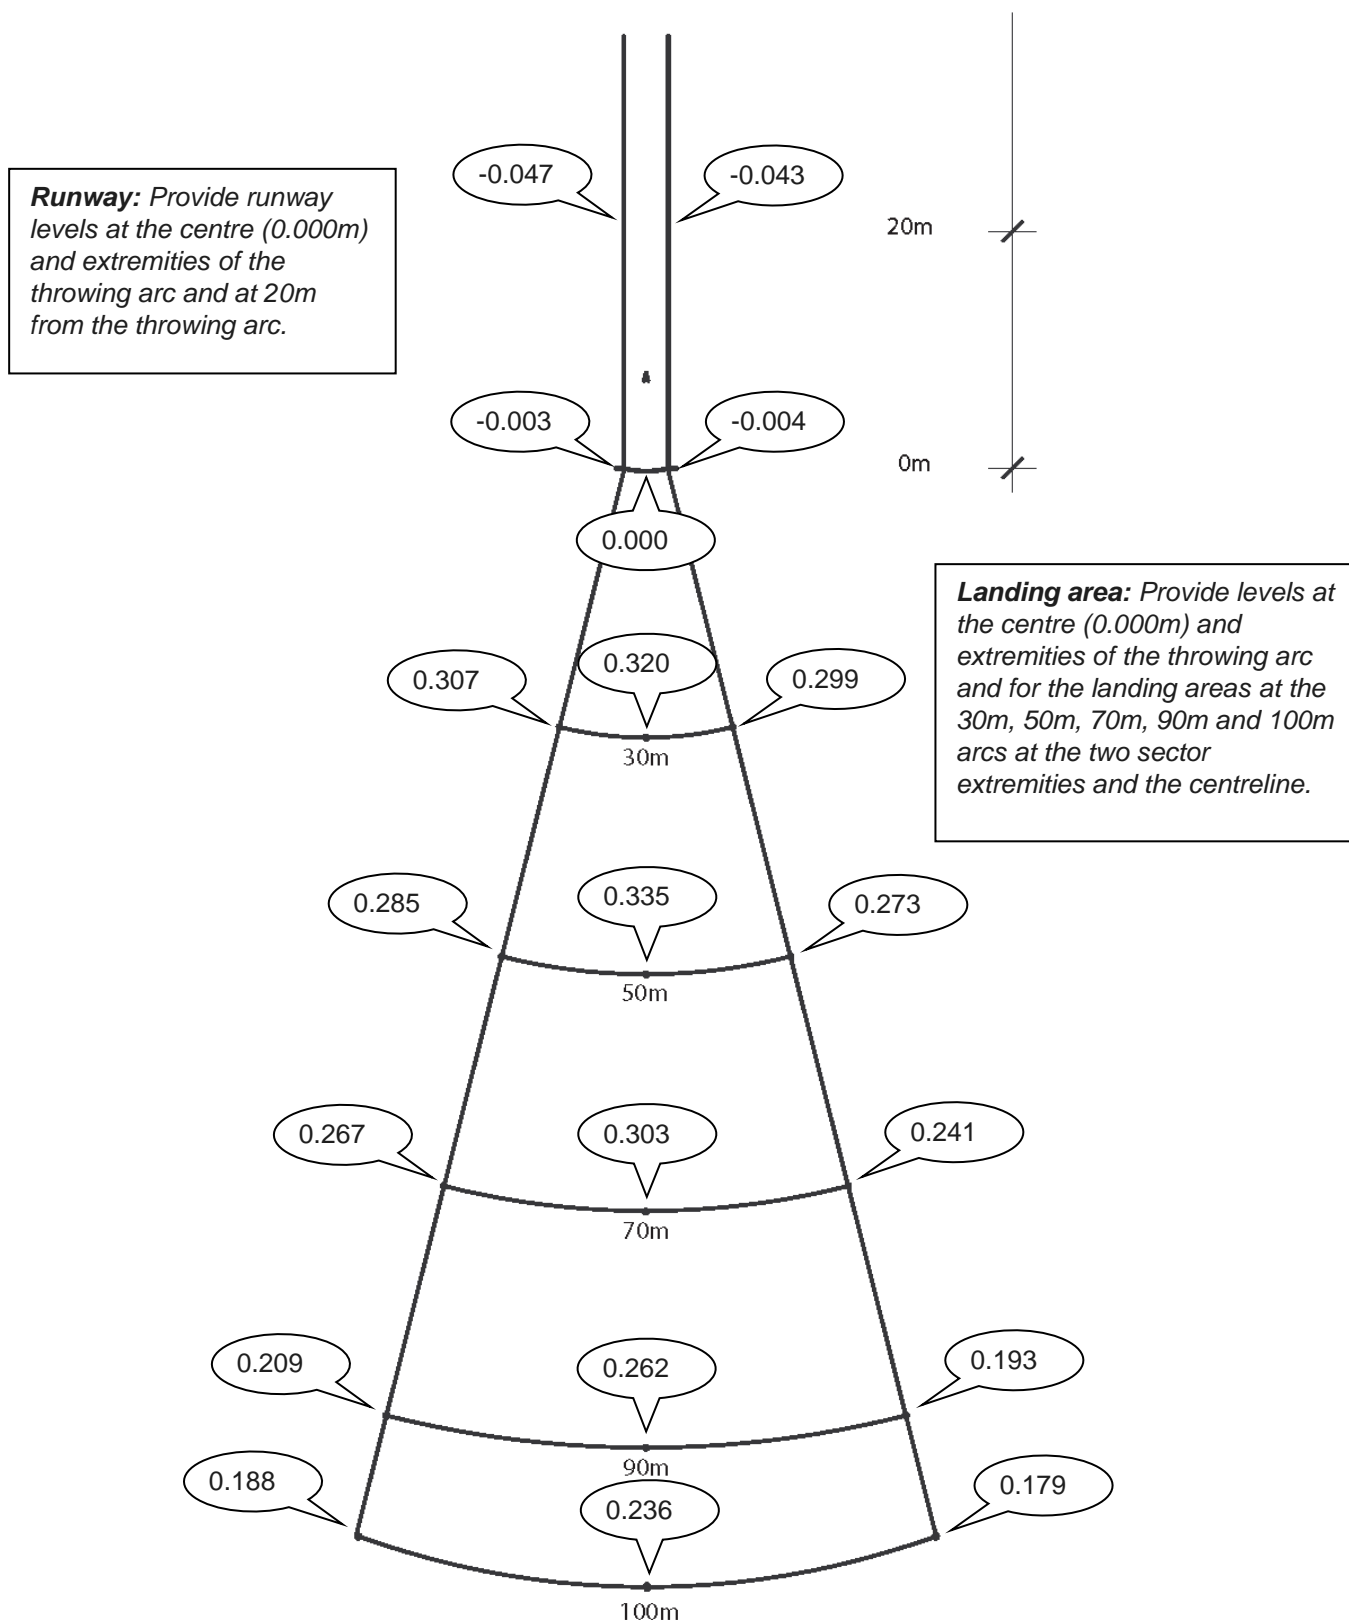 -0.047
-0.043
Runway: Provide runway
levels at the centre (0.000m)
and extremities of the
throwing arc and at 20m
from the throwing arc.
20m
-0.003
-0.004
0m
0.000
Landing area: Provide levels at
the centre (0.000m) and
extremities of the throwing arc
and for the landing areas at the
30m, 50m, 70m, 90m and 100m
arcs at the two sector
extremities and the centreline.
0.307
0.320
0.299
30m
0.285
0.335
0.273
50m
0.267
0.303
0.241
70m
0.209
0.262
0.193
90m
0.188
0.236
0.179
100m